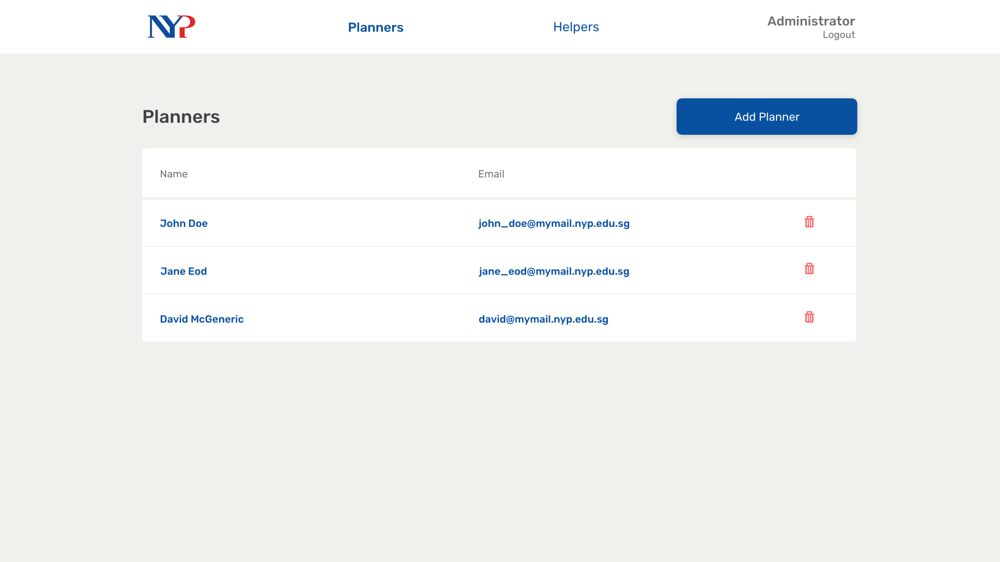 NYP
Planners
Helpers
Administrator
Logout
Planners
Add Planner
Name
Email
John Doe
john_doe@mymail.nyp.edu.sg
Jane Eod
jane_eod@mymail.nyp.edu.sg
David McGeneric
david@mymail.nyp.edu.sg